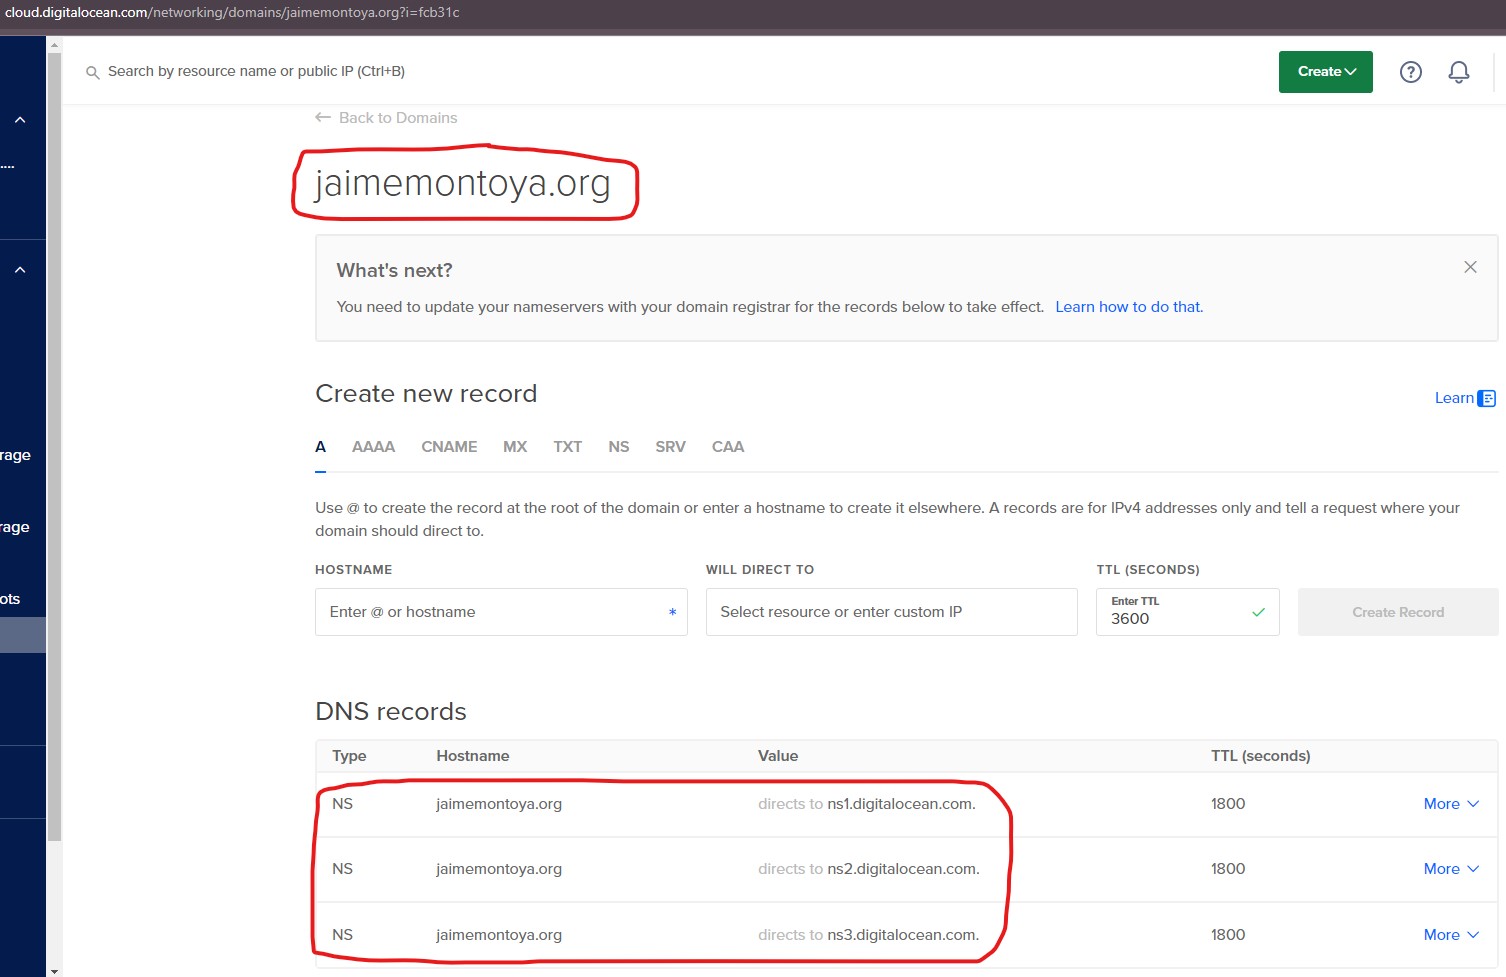 cloud.digitalocean.com/networking/domains/jaimemontoya.org?i=fcb31c
Search by resource name or public IP (Ctrl+B)
Create
?
....
rage
rage
ots
Back to Domains
jaimemontoya.org
What's next?
You need to update your nameservers with your domain registrar for the records below to take effect. Learn how to do that.
Create new record
Learn
A AAAA CNAME MX TXT NS SRV CAA
Use @ to create the record at the root of the domain or enter a hostname to create it elsewhere. A records are for IPv4 addresses only and tell a request where your
domain should direct to.
HOSTNAME WILL DIRECT TO TTL (SECONDS)
Enter @ or hostname * Select resource or enter custom IP Enter TTL 3600 Create Record
DNS records
Type Hostname Value TTL (seconds)
NS jaimemontoya.org directs to ns1.digitalocean.com. 1800 More
NS jaimemontoya.org directs to ns2.digitalocean.com. 1800 More
NS jaimemontoya.org directs to ns3.digitalocean.com. 1800 More